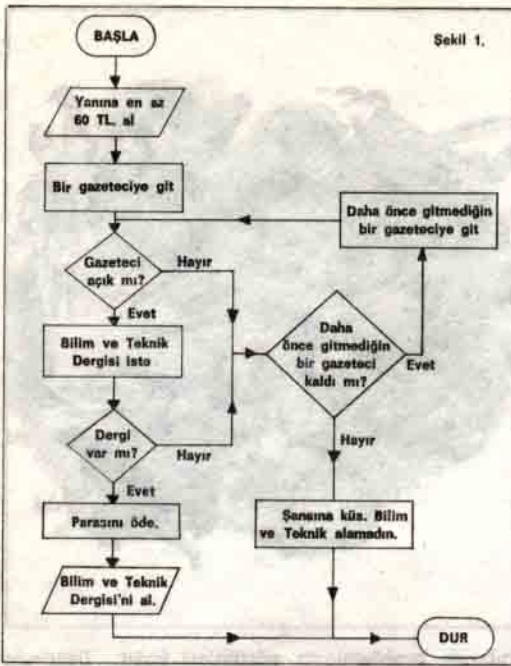 BAŞLA
Şekil 1.
Yanına en az
60 TL. al
Bir gazeteciye git
Daha önce gitmediğin
bir gazeteciye git
Gazeteci
açık mı?
Hayır
Evet
Bilim ve Teknik
Dergisi iste
Daha
önce gitmediğin
bir gazeteci
kaldı mı?
Evet
Dergi
var mı?
Hayır
Hayır
Evet
Parasını öde.
Şansına küs. Bilim
ve Teknik alamadın.
Bilim ve Teknik
Dergisi'ni al.
DUR